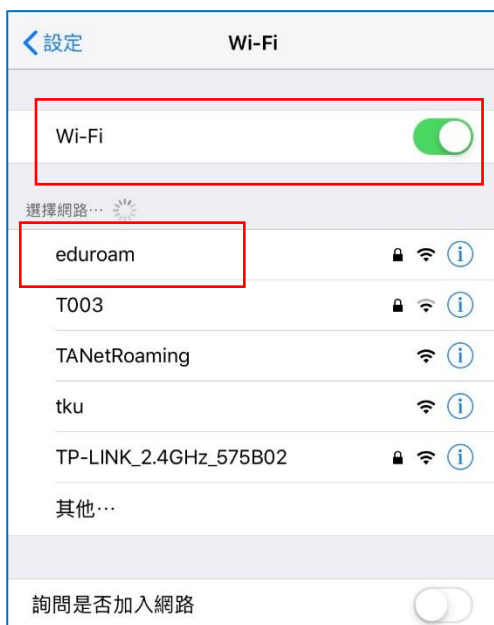 設定 Wi-Fi
Wi-Fi
選擇網路⋯
eduroam
T003
TANetRoaming
tku
TP-LINK_2.4GHz_575B02
其他⋯
詢問是否加入網路